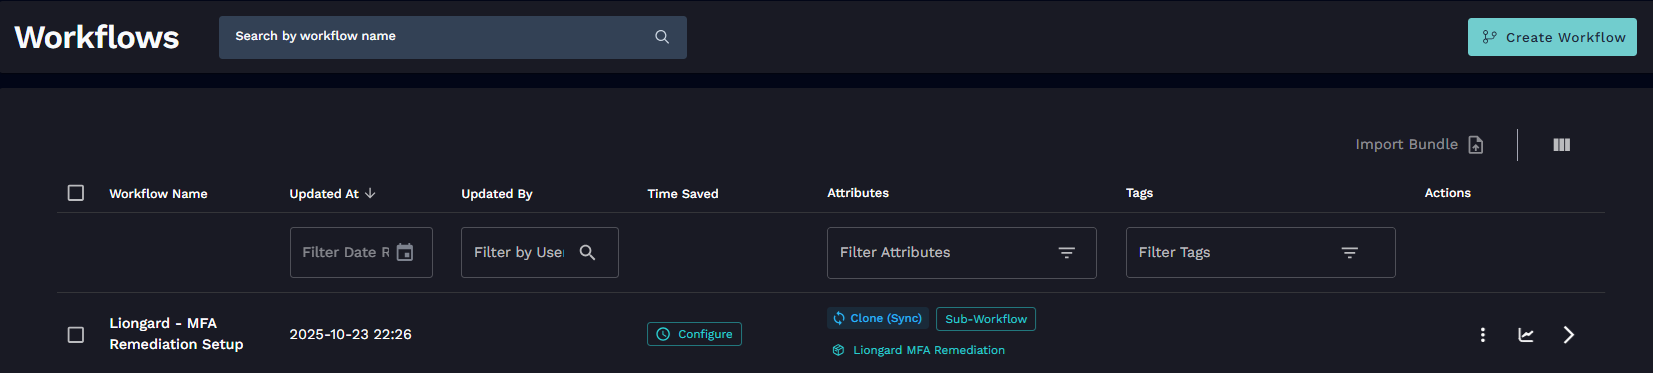 Workflows
Search by workflow name
Create Workflow
Import Bundle
Workflow Name Updated At Updated By Time Saved Attributes Tags Actions
Filter Date R Filter by Use Filter Attributes Filter Tags
Liongard - MFA
Remediation Setup
2025-10-23 22:26
Configure
Clone (Sync) Sub-Workflow
Liongard MFA Remediation